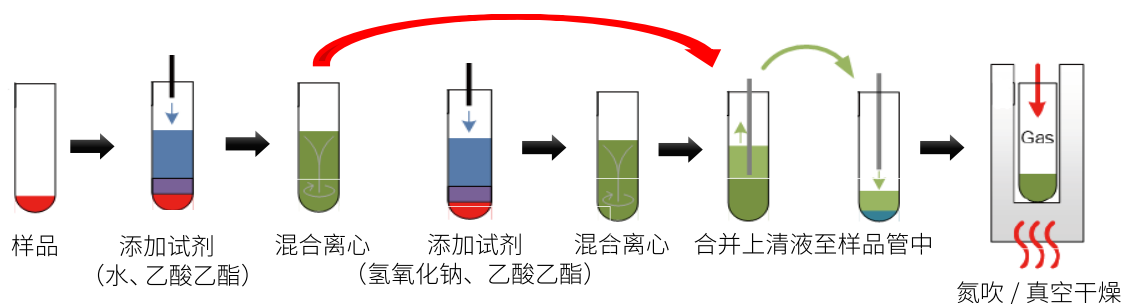 Gas
样品
添加试剂
（水、乙酸乙酯）
混合离心
添加试剂
（氢氧化钠、乙酸乙酯）
混合离心
合并上清液至样品管中
氮吹 / 真空干燥